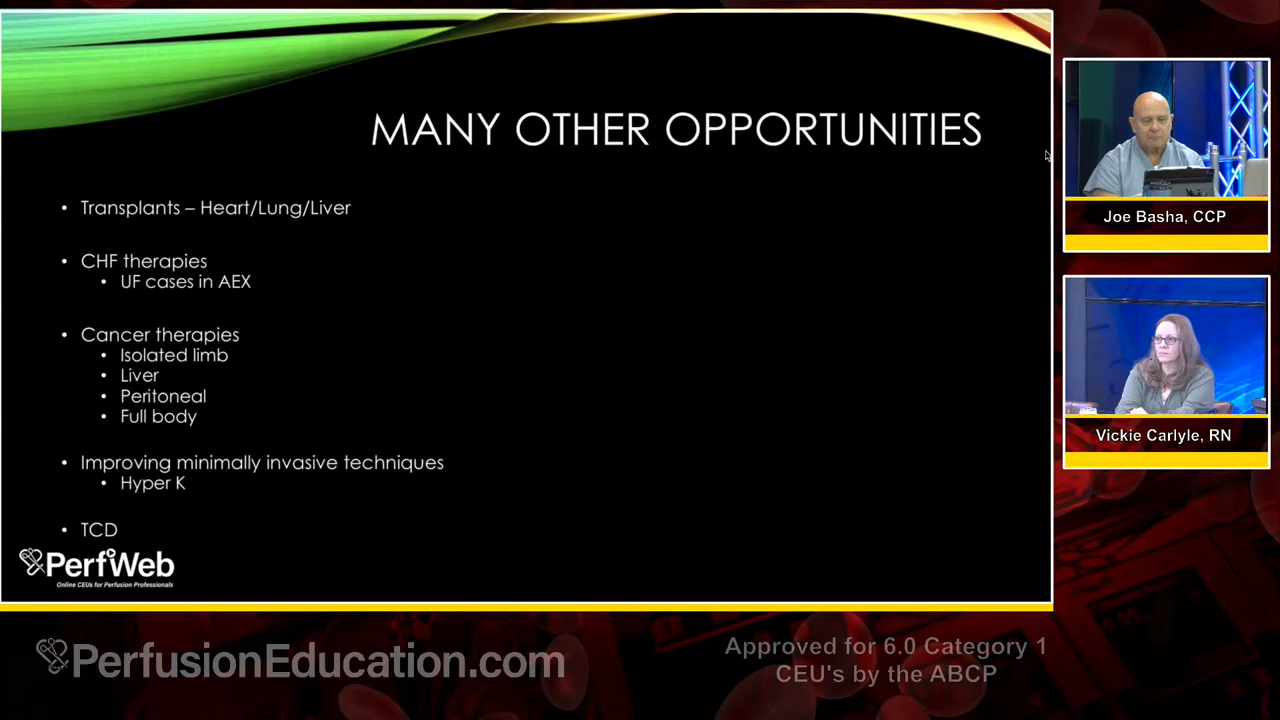 MANY OTHER OPPORTUNITIES
• Transplants – Heart/Lung/Liver
• CHF therapies
• UF cases in AEX
• Cancer therapies
• Isolated limb
• Liver
• Peritoneal
• Full body
• Improving minimally invasive techniques
• Hyper K
• TCD
PerfWeb
Online CEUs for Perfusion Professionals
Joe Basha, CCP
Vickie Carlyle, RN
PerfusionEducation.com
Approved for 6.0 Category 1
CEU's by the ABCP